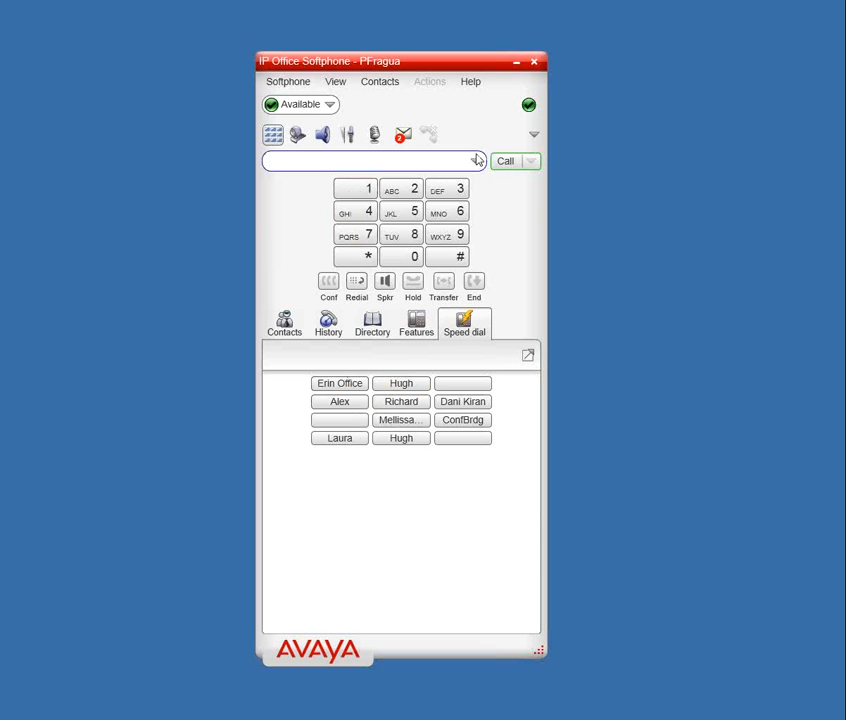 IP Office Softphone - PFragua
Softphone View Contacts Actions Help
Available
2
Call
1 ABC 2 DEF 3
GHI 4 JKL 5 MNO 6
PQRS 7 TUV 8 WXYZ 9
* 0 #
Conf Redial Spkr Hold Transfer End
Contacts History Directory Features Speed dial
Erin Office Hugh
Alex Richard Dani Kiran
Mellissa... ConfBrdg
Laura Hugh
AVAYA